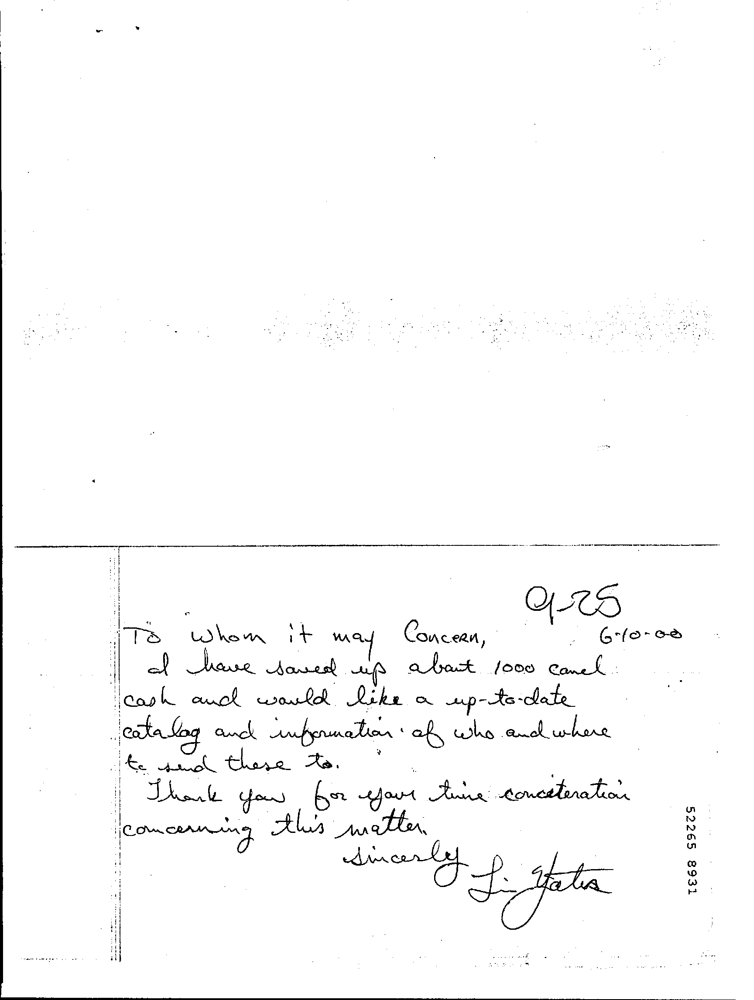 9-25
To whom it may Concern,
6-10-00
I have saved up about 1000 camel
cash and would like a up-to-date
catalog and information of who and where
to send these to.
Thank you for your time conceteration
concerning this matter.
sincerly
Yates
52265 8931